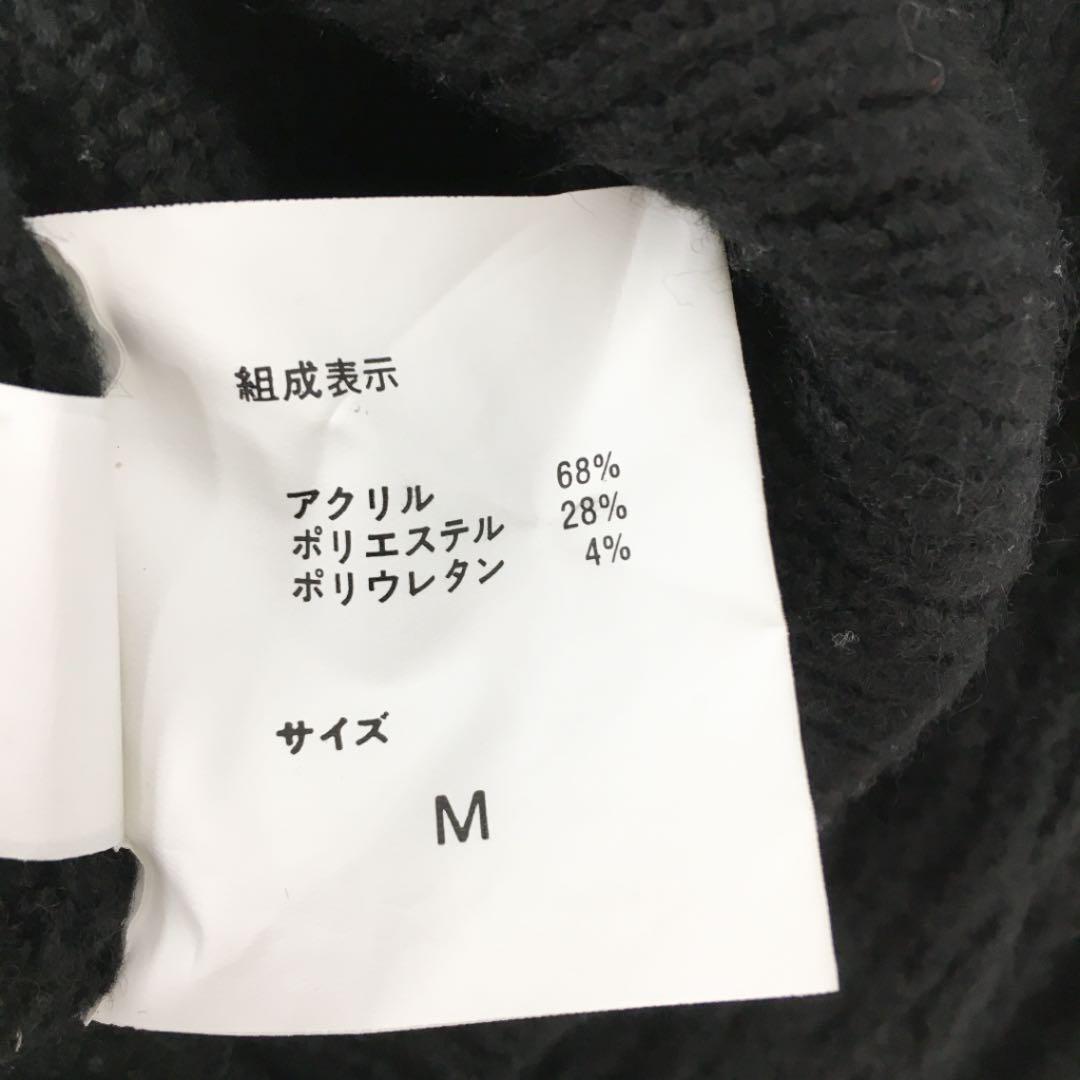 組成表示
アクリル 68%
ポリエステル 28%
ポリウレタン 4%
サイズ
M